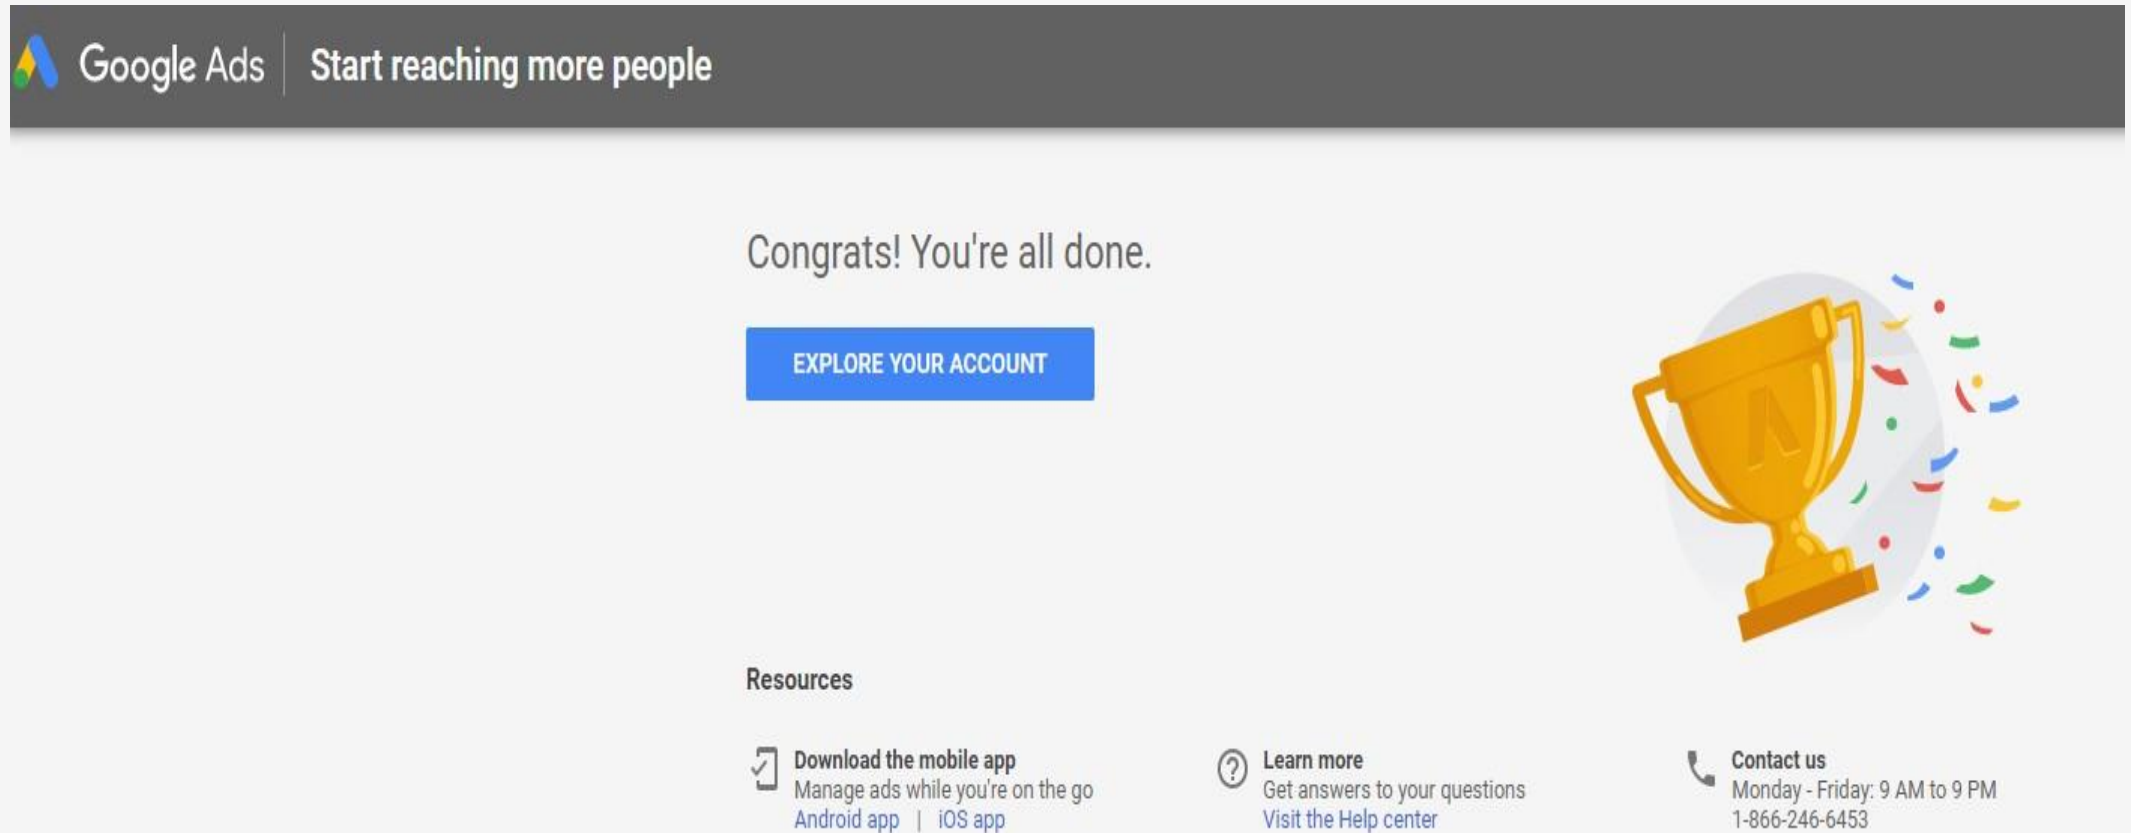 Google Ads
Start reaching more people
Congrats! You're all done.
EXPLORE YOUR ACCOUNT
Resources
Download the mobile app
Manage ads while you're on the go
Android app | iOS app
Learn more
Get answers to your questions
Visit the Help center
Contact us
Monday - Friday: 9 AM to 9 PM
1-866-246-6453